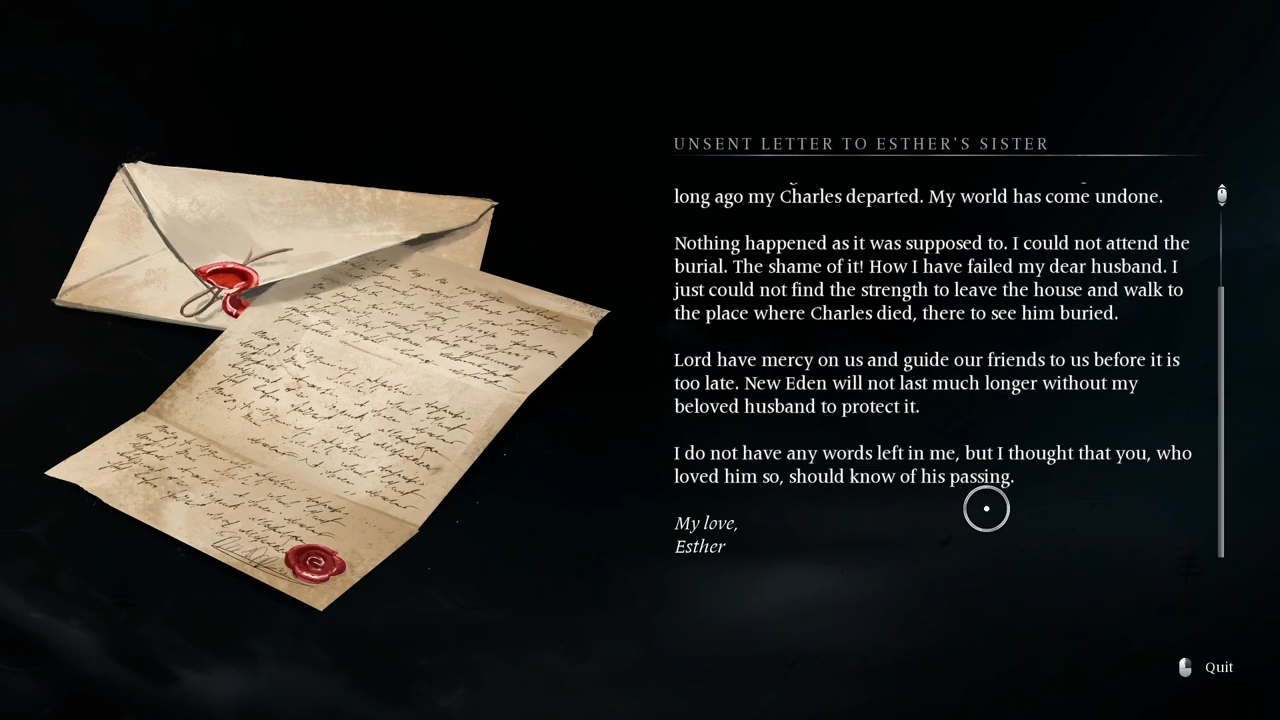 UNSENT LETTER TO ESTHER'S SISTER
long ago my Charles departed. My world has come undone.
Nothing happened as it was supposed to. I could not attend the
burial. The shame of it! How I have failed my dear husband. I
just could not find the strength to leave the house and walk to
the place where Charles died, there to see him buried.
Lord have mercy on us and guide our friends to us before it is
too late. New Eden will not last much longer without my
beloved husband to protect it.
I do not have any words left in me, but I thought that you, who
loved him so, should know of his passing.
My love,
Esther
Quit